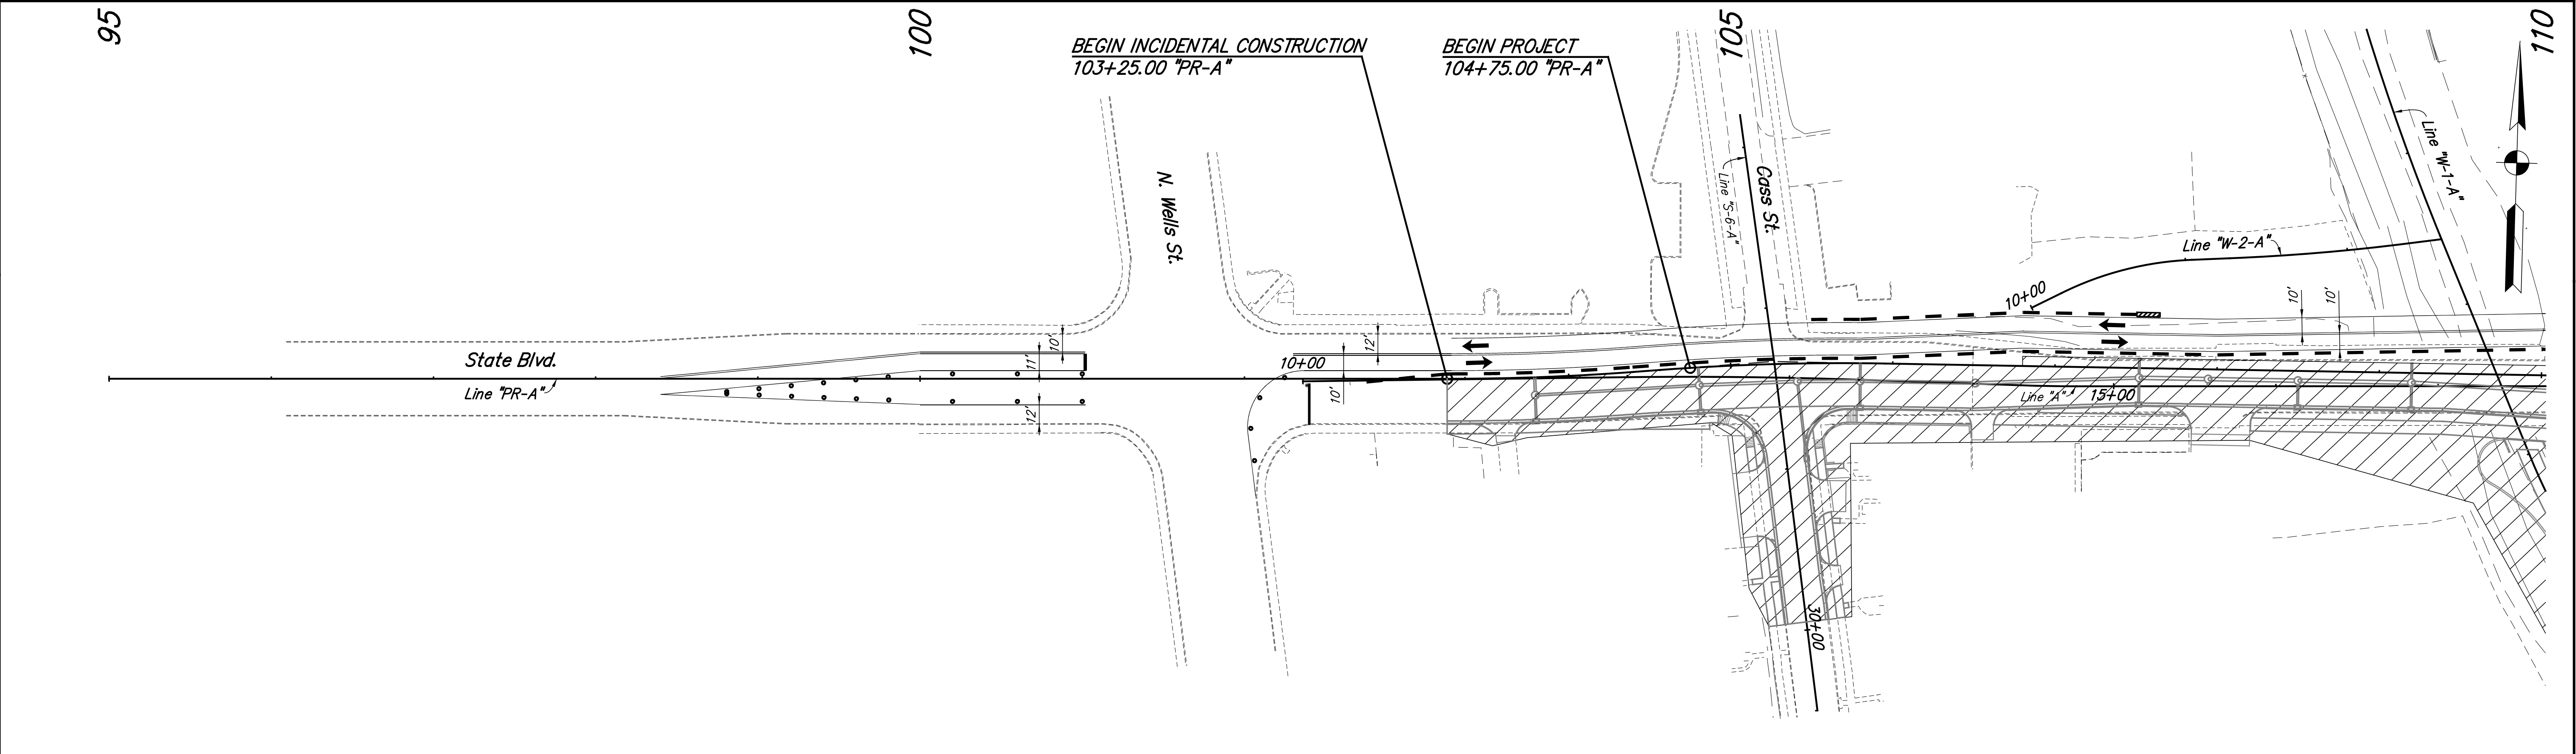 95
100
105
110
BEGIN INCIDENTAL CONSTRUCTION
103+25.00 "PR-A"
BEGIN PROJECT
104+75.00 "PR-A"
N. Wells St.
Line "S-6-A"
Cass St.
Line "W-1-A"
Line "W-2-A"
10+00
10'
10'
State Blvd.
Line "PR-A"
10'
11'
12'
12'
10+00
10'
Line "A"
15+00
30+00